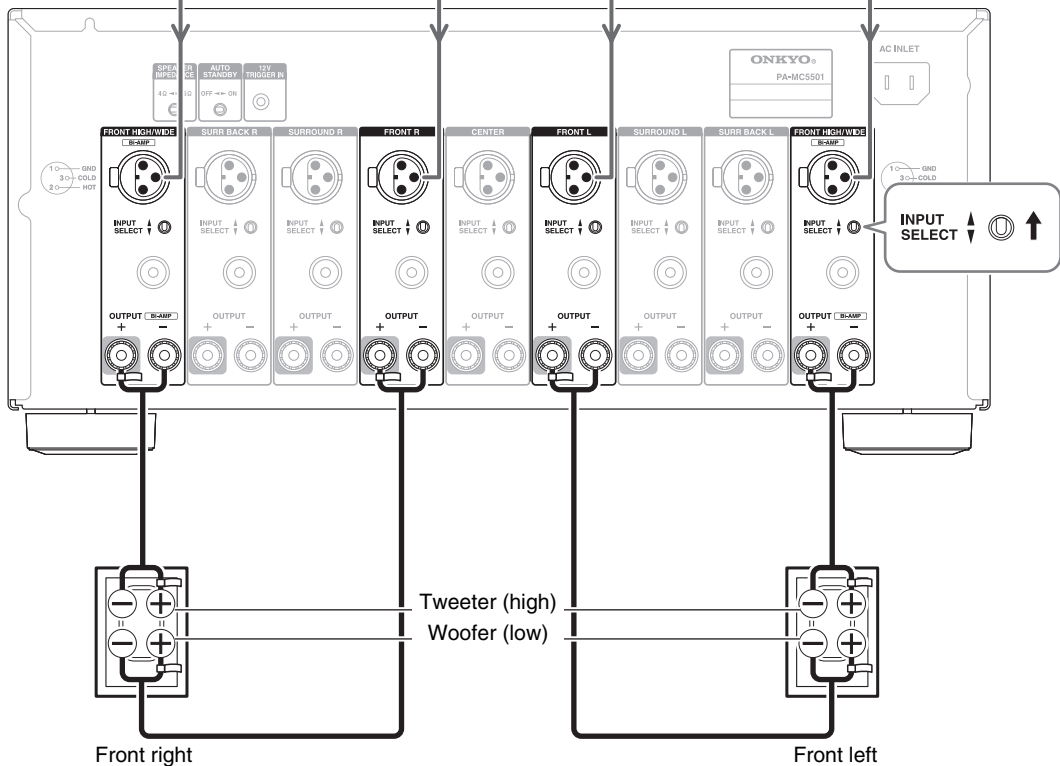 ONKYO®
PA-MC5501
AC INLET
SPEAKER IMPEDANCE
AUTO STANDBY
12V TRIGGER IN
OFF ON
FRONT HIGH/WIDE
Bi-AMP
SURR BACK R
SURROUND R
FRONT R
CENTER
FRONT L
SURROUND L
SURR BACK L
FRONT HIGH/WIDE
Bi-AMP
1 GND
3 COLD
2 HOT
1 GND
3 COLD
INPUT SELECT
INPUT SELECT
INPUT SELECT
INPUT SELECT
INPUT SELECT
INPUT SELECT
INPUT SELECT
INPUT SELECT
INPUT SELECT
INPUT
SELECT
OUTPUT Bi-AMP
OUTPUT
OUTPUT
OUTPUT
OUTPUT
OUTPUT
OUTPUT
OUTPUT
OUTPUT Bi-AMP
+ −
+ −
+ −
+ −
+ −
+ −
+ −
+ −
+ −
− +
Tweeter (high)
− +
− +
Woofer (low)
− +
Front right
Front left